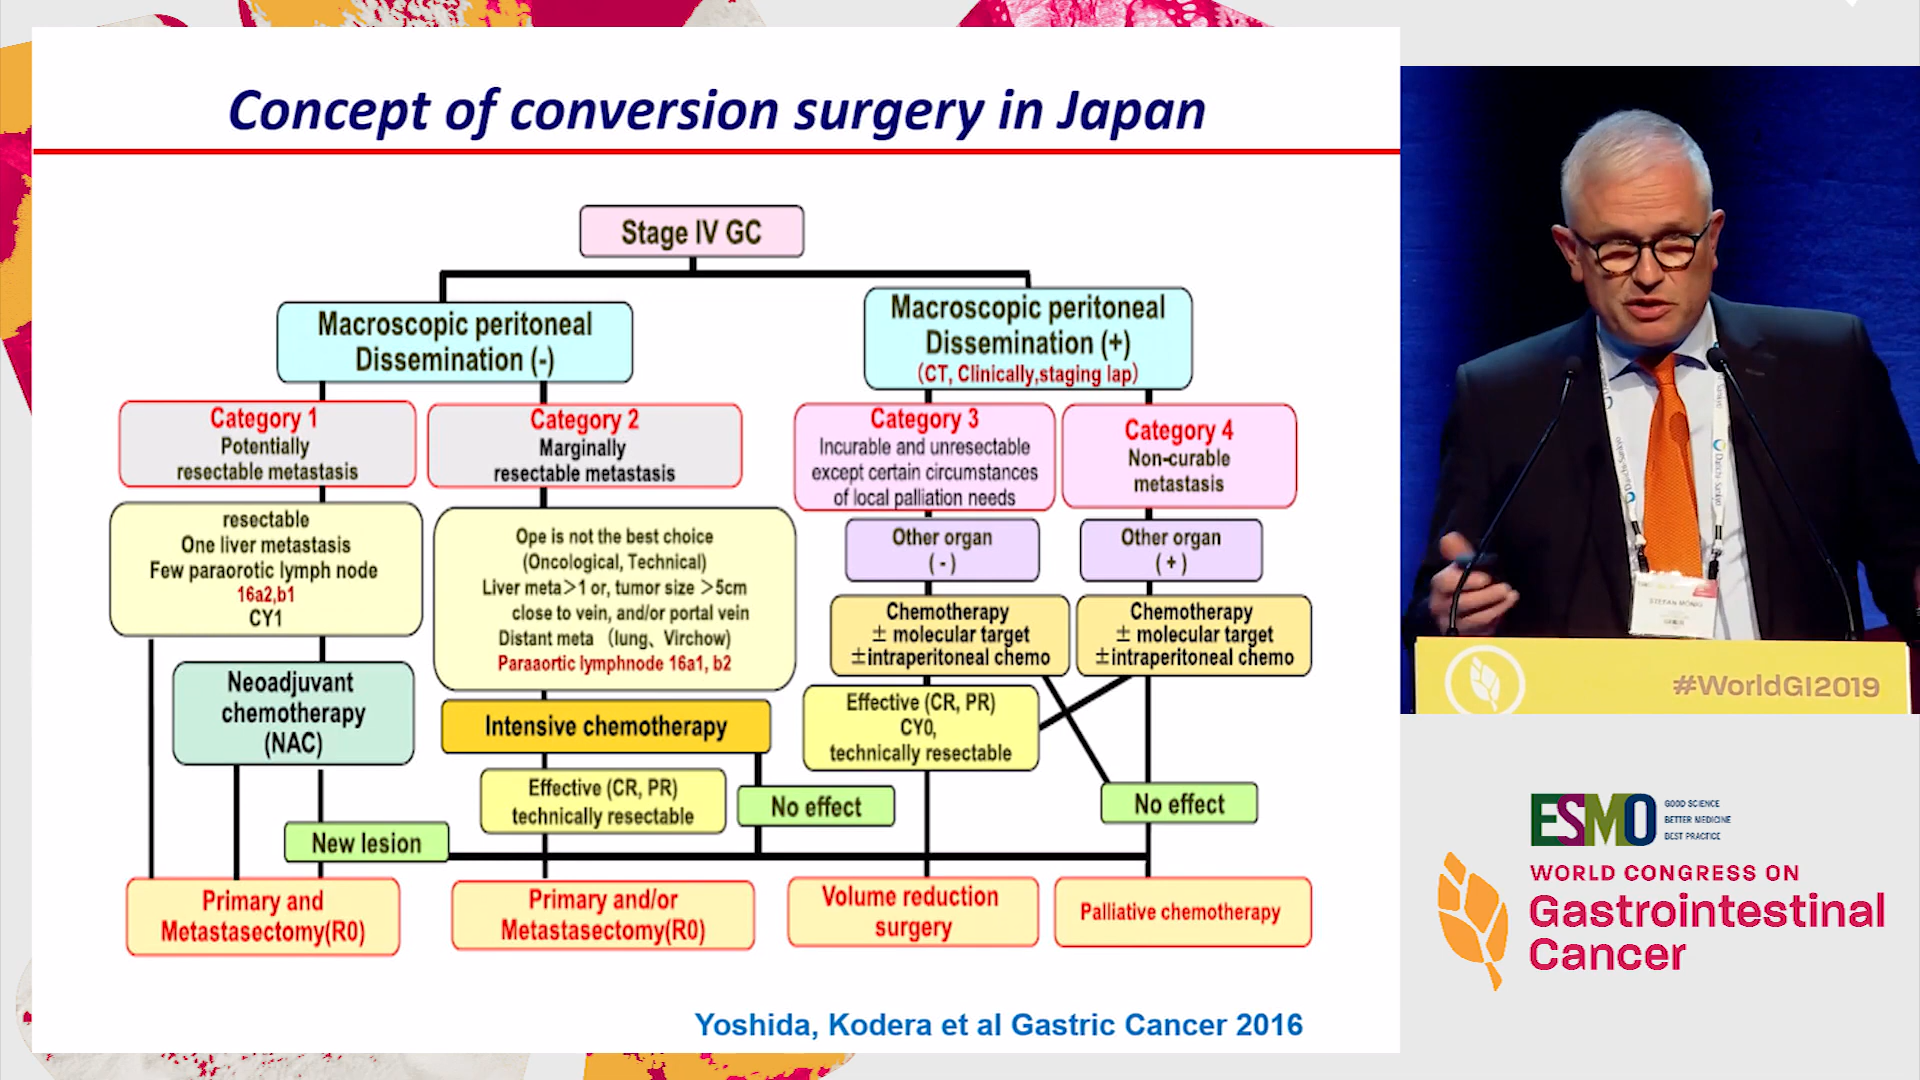 Concept of conversion surgery in Japan
Stage IV GC
Macroscopic peritoneal
Dissemination (-)
Macroscopic peritoneal
Dissemination (+)
(CT, Clinically,staging lap)
Category 1
Potentially
resectable metastasis
Category 2
Marginally
resectable metastasis
Category 3
Incurable and unresectable
except certain circumstances
of local palliation needs
Category 4
Non-curable
metastasis
resectable
One liver metastasis
Few paraorotic lymph node
16a2,b1
CY1
Ope is not the best choice
(Oncological, Technical)
Liver meta>1 or, tumor size >5cm
close to vein, and/or portal vein
Distant meta (lung、Virchow)
Paraaortic lymphnode 16a1, b2
Other organ
(-)
Other organ
(+)
Chemotherapy
± molecular target
±intraperitoneal chemo
Chemotherapy
± molecular target
±intraperitoneal chemo
Neoadjuvant
chemotherapy
(NAC)
Intensive chemotherapy
Effective (CR, PR)
CY0,
technically resectable
Effective (CR, PR)
technically resectable
No effect
No effect
New lesion
Primary and
Metastasectomy(R0)
Primary and/or
Metastasectomy(R0)
Volume reduction
surgery
Palliative chemotherapy
Yoshida, Kodera et al Gastric Cancer 2016
Daiichi-Sankyo
STEFAN MÖNIG
#WorldGI2019
ESMO
GOOD SCIENCE
BETTER MEDICINE
BEST PRACTICE
WORLD CONGRESS ON
Gastrointestinal
Cancer